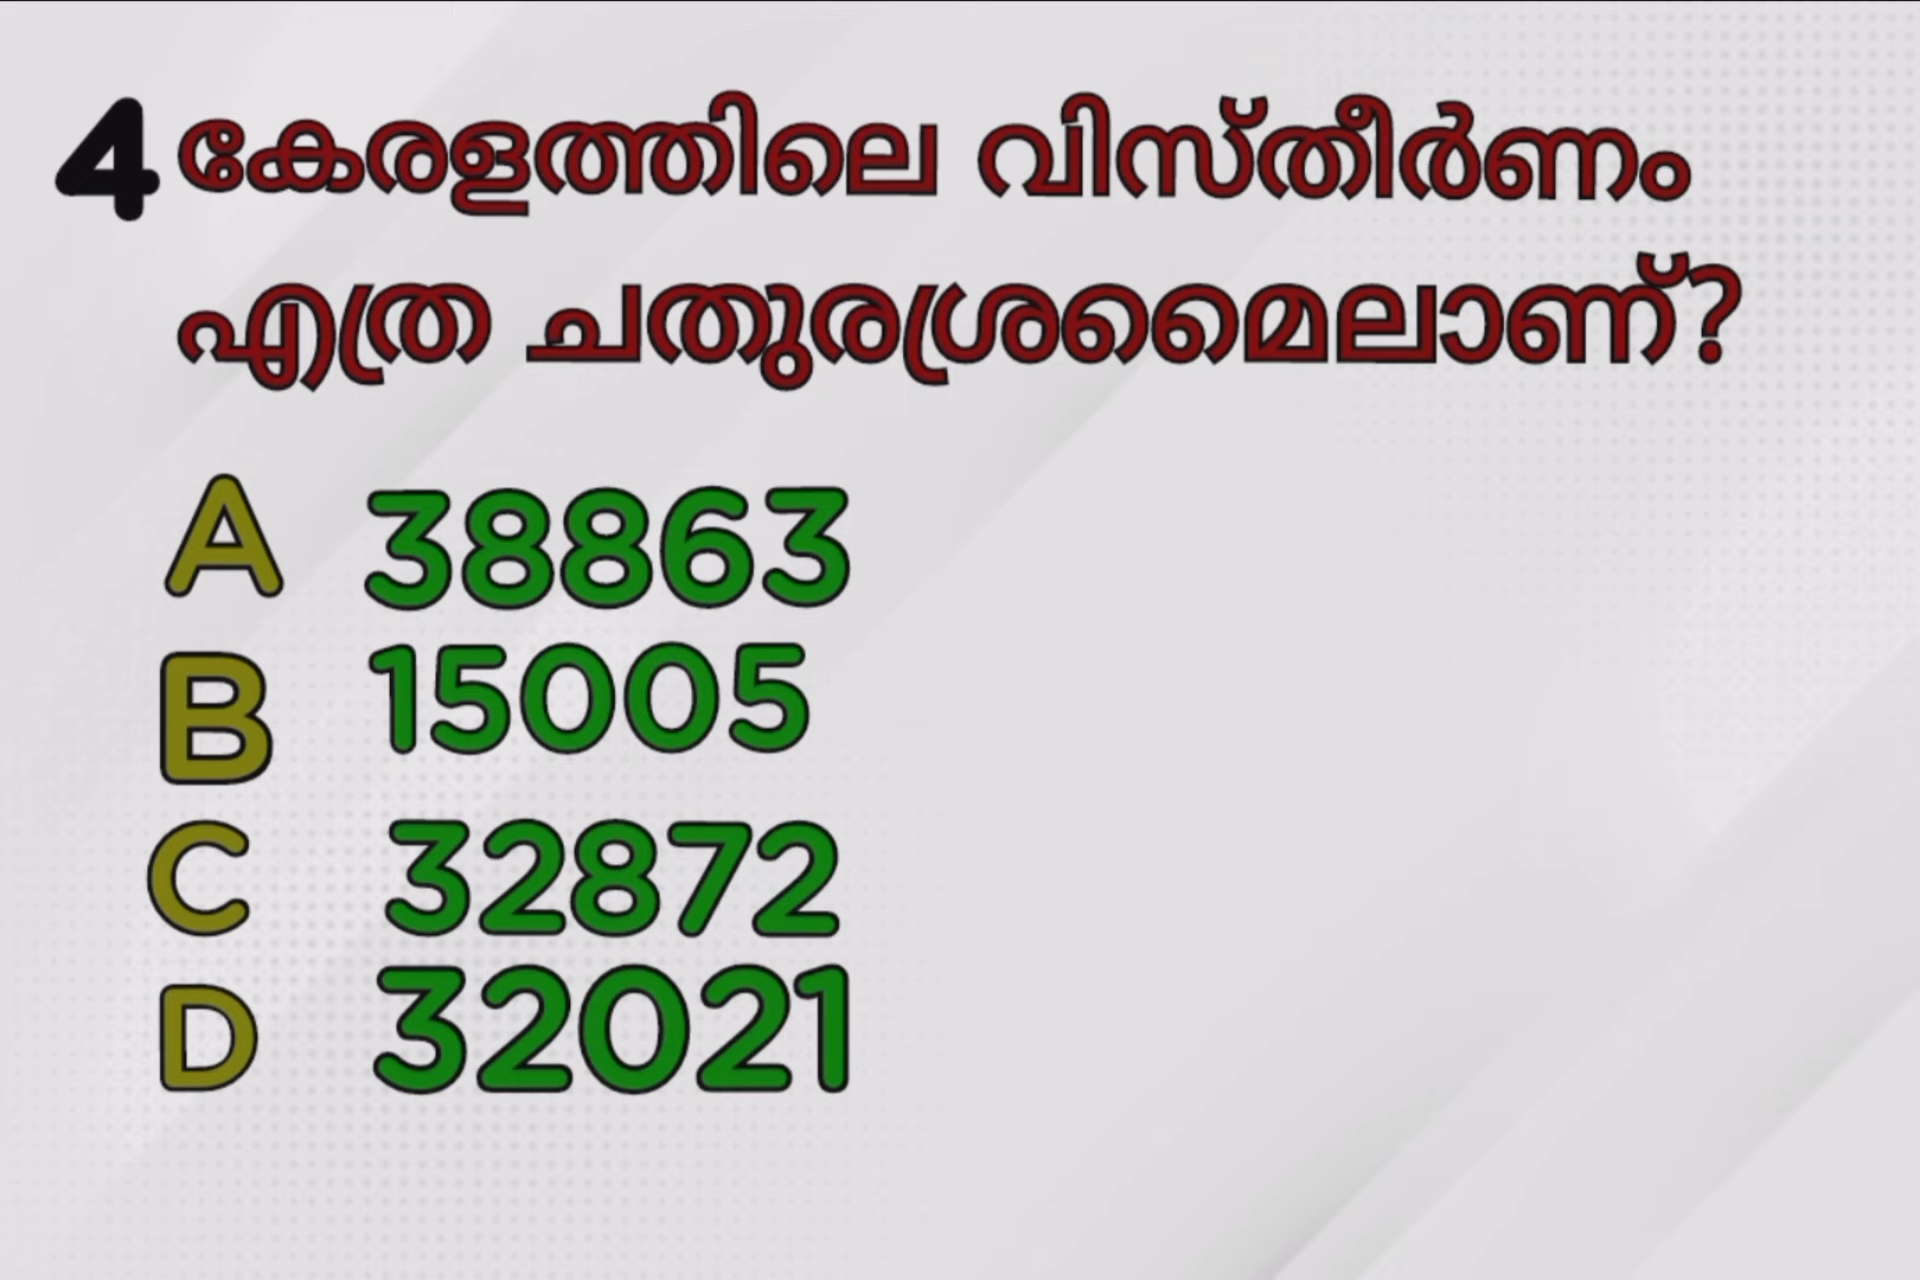 4 കേരളത്തിലെ വിസ്തീർണം
എത്ര ചതുരശ്രമൈലാണ്?
A 38863
B 15005
C 32872
D 32021